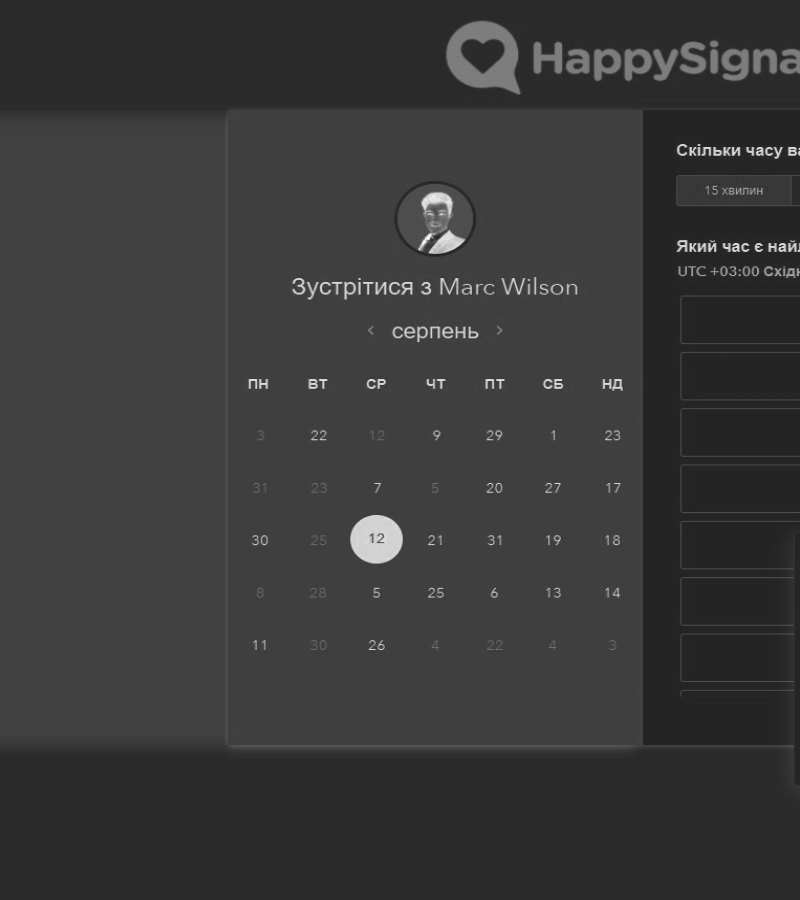 HappySigna
Зустрітися з Marc Wilson
серпень
ПН ВТ СР ЧТ ПТ СБ НД
3 22 12 9 29 1 23
31 23 7 5 20 27 17
30 25 12 21 31 19 18
8 28 5 25 6 13 14
11 30 26 4 22 4 3
Скільки часу ва
15 хвилин
Який час є най
UTC +03:00 Схід